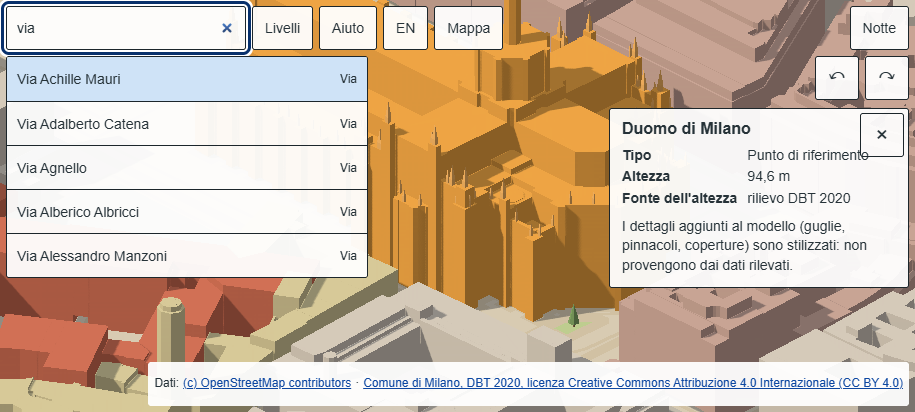 via
Livelli
Aiuto
EN
Mappa
Notte
Via Achille Mauri Via
Via Adalberto Catena Via
Via Agnello Via
Via Alberico Albricci Via
Via Alessandro Manzoni Via
Duomo di Milano
Tipo Punto di riferimento
Altezza 94,6 m
Fonte dell'altezza rilievo DBT 2020
I dettagli aggiunti al modello (guglie,
pinnacoli, coperture) sono stilizzati: non
provengono dai dati rilevati.
Dati: (c) OpenStreetMap contributors · Comune di Milano, DBT 2020, licenza Creative Commons Attribuzione 4.0 Internazionale (CC BY 4.0)